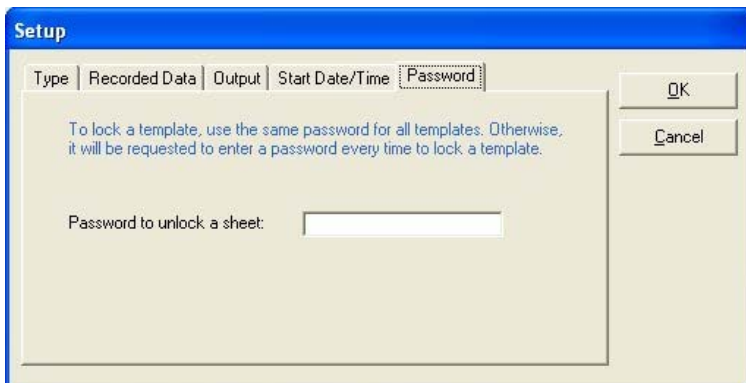 Setup
Type Recorded Data Output Start Date/Time Password
OK
To lock a template, use the same password for all templates. Otherwise,
it will be requested to enter a password every time to lock a template.
Cancel
Password to unlock a sheet: